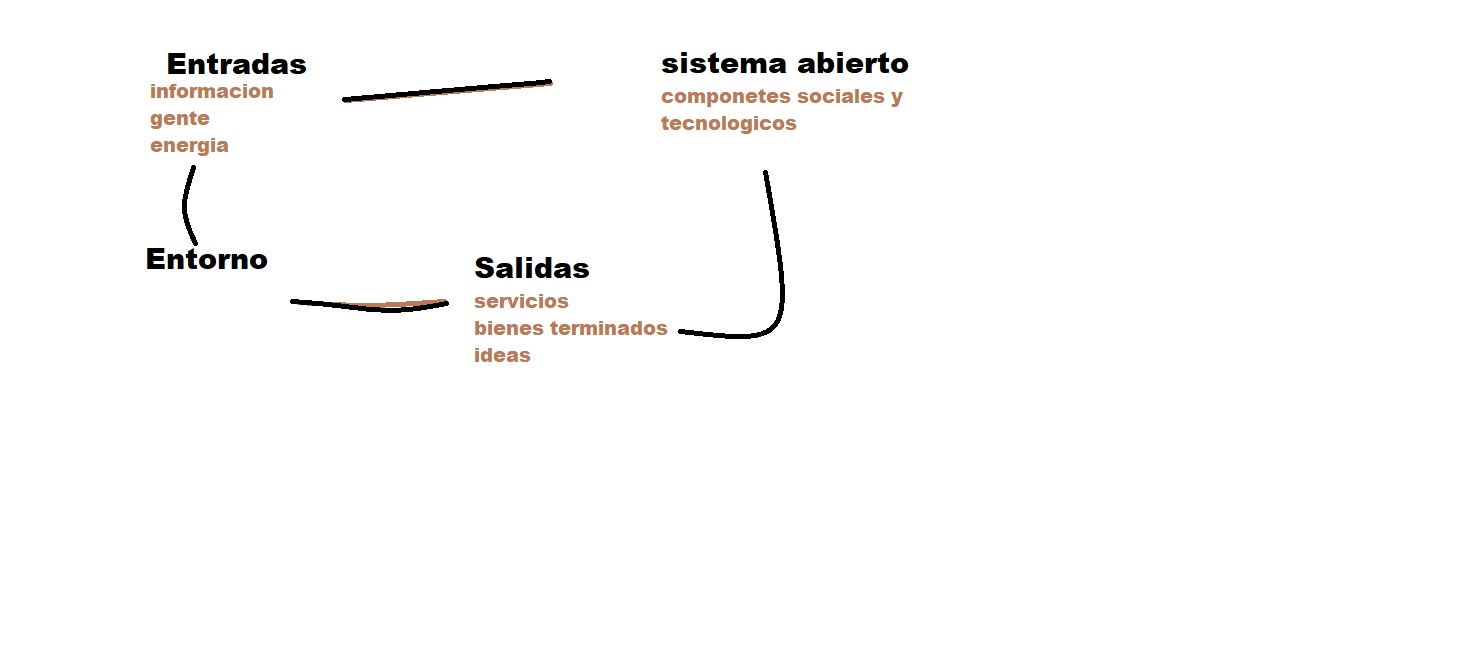 Entradas
informacion
gente
energia
sistema abierto
componetes sociales y
tecnologicos
Entorno
Salidas
servicios
bienes terminados
ideas